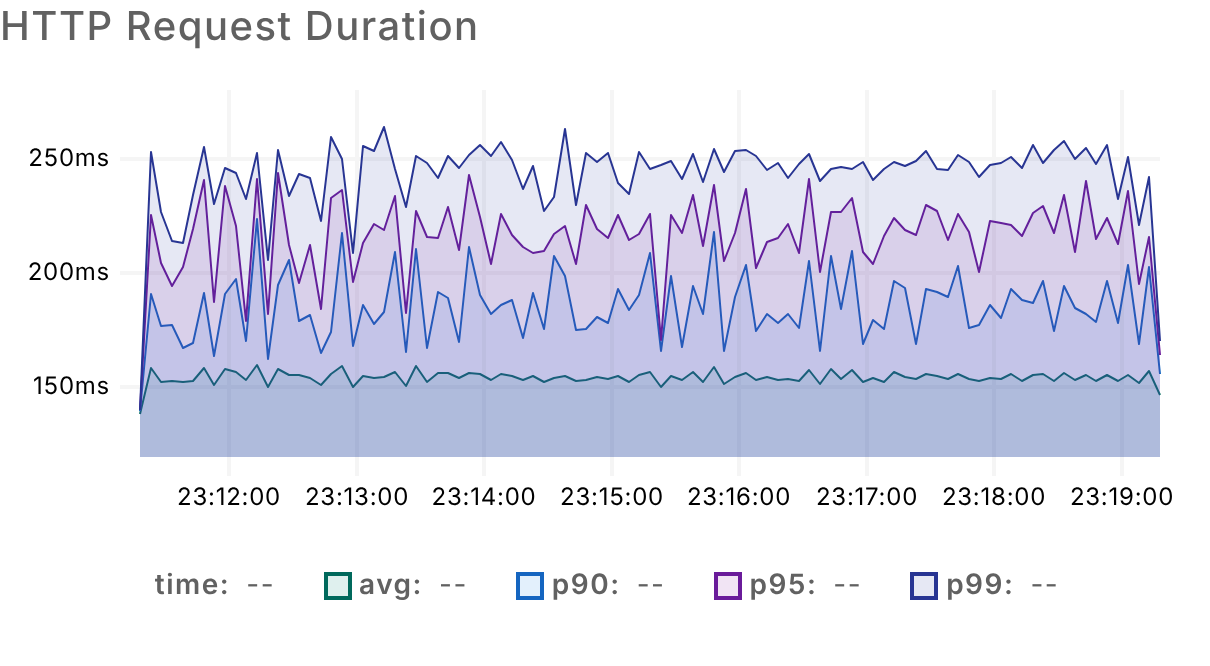 HTTP Request Duration
250ms
200ms
150ms
23:12:00 23:13:00 23:14:00 23:15:00 23:16:00 23:17:00 23:18:00 23:19:00
time: -- avg: -- p90: -- p95: -- p99: --